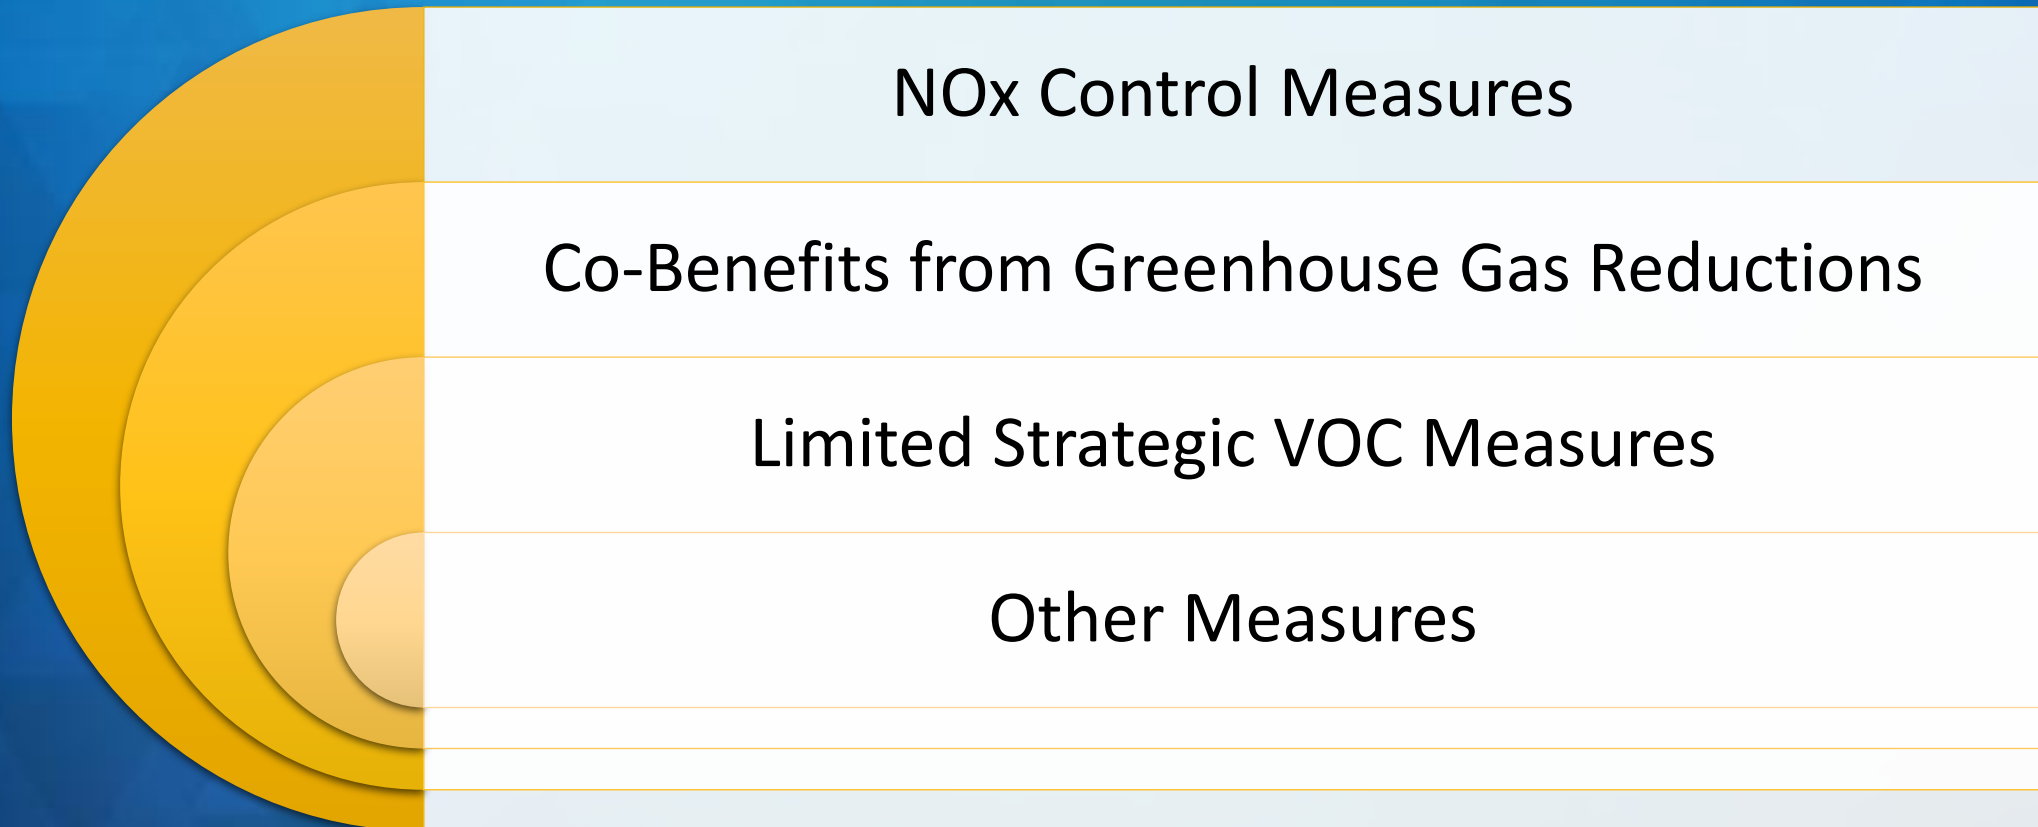 NOx Control Measures
Co-Benefits from Greenhouse Gas Reductions
Limited Strategic VOC Measures
Other Measures